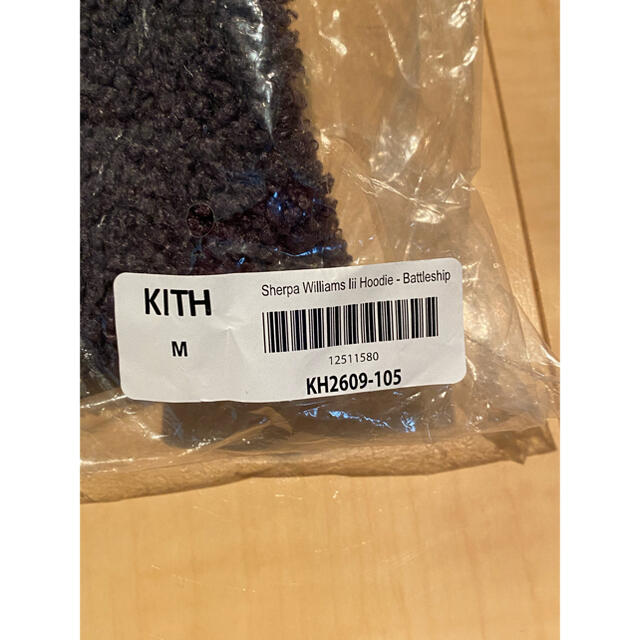 KITH
M
Sherpa Williams Iii Hoodie - Battleship
12511580
KH2609-105